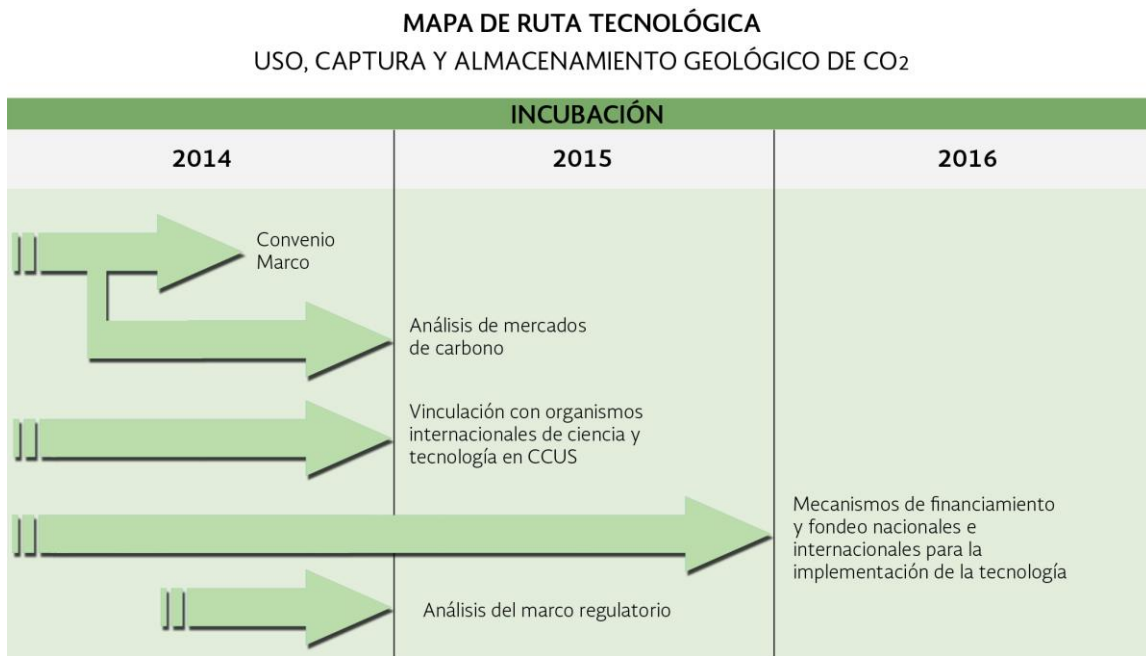 MAPA DE RUTA TECNOLÓGICA
USO, CAPTURA Y ALMACENAMIENTO GEOLÓGICO DE CO2
INCUBACIÓN
2014
2015
2016
Convenio
Marco
Análisis de mercados
de carbono
Vinculación con organismos
internacionales de ciencia y
tecnología en CCUS
Mecanismos de financiamiento
y fondeo nacionales e
internacionales para la
implementación de la tecnología
Análisis del marco regulatorio